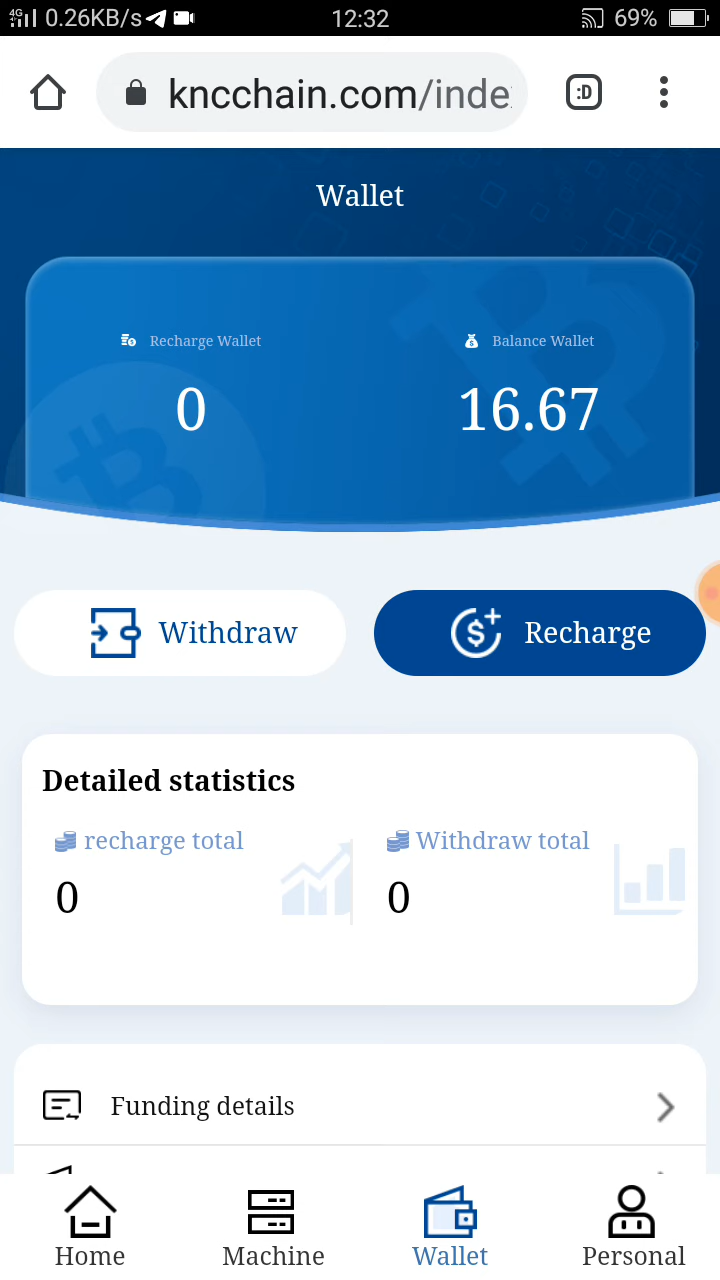 4G 0.26KB/s 12:32 69%
kncchain.com/inde
:D
Wallet
Recharge Wallet Balance Wallet
0 16.67
Withdraw Recharge
Detailed statistics
recharge total Withdraw total
0 0
Funding details
Home Machine Wallet Personal